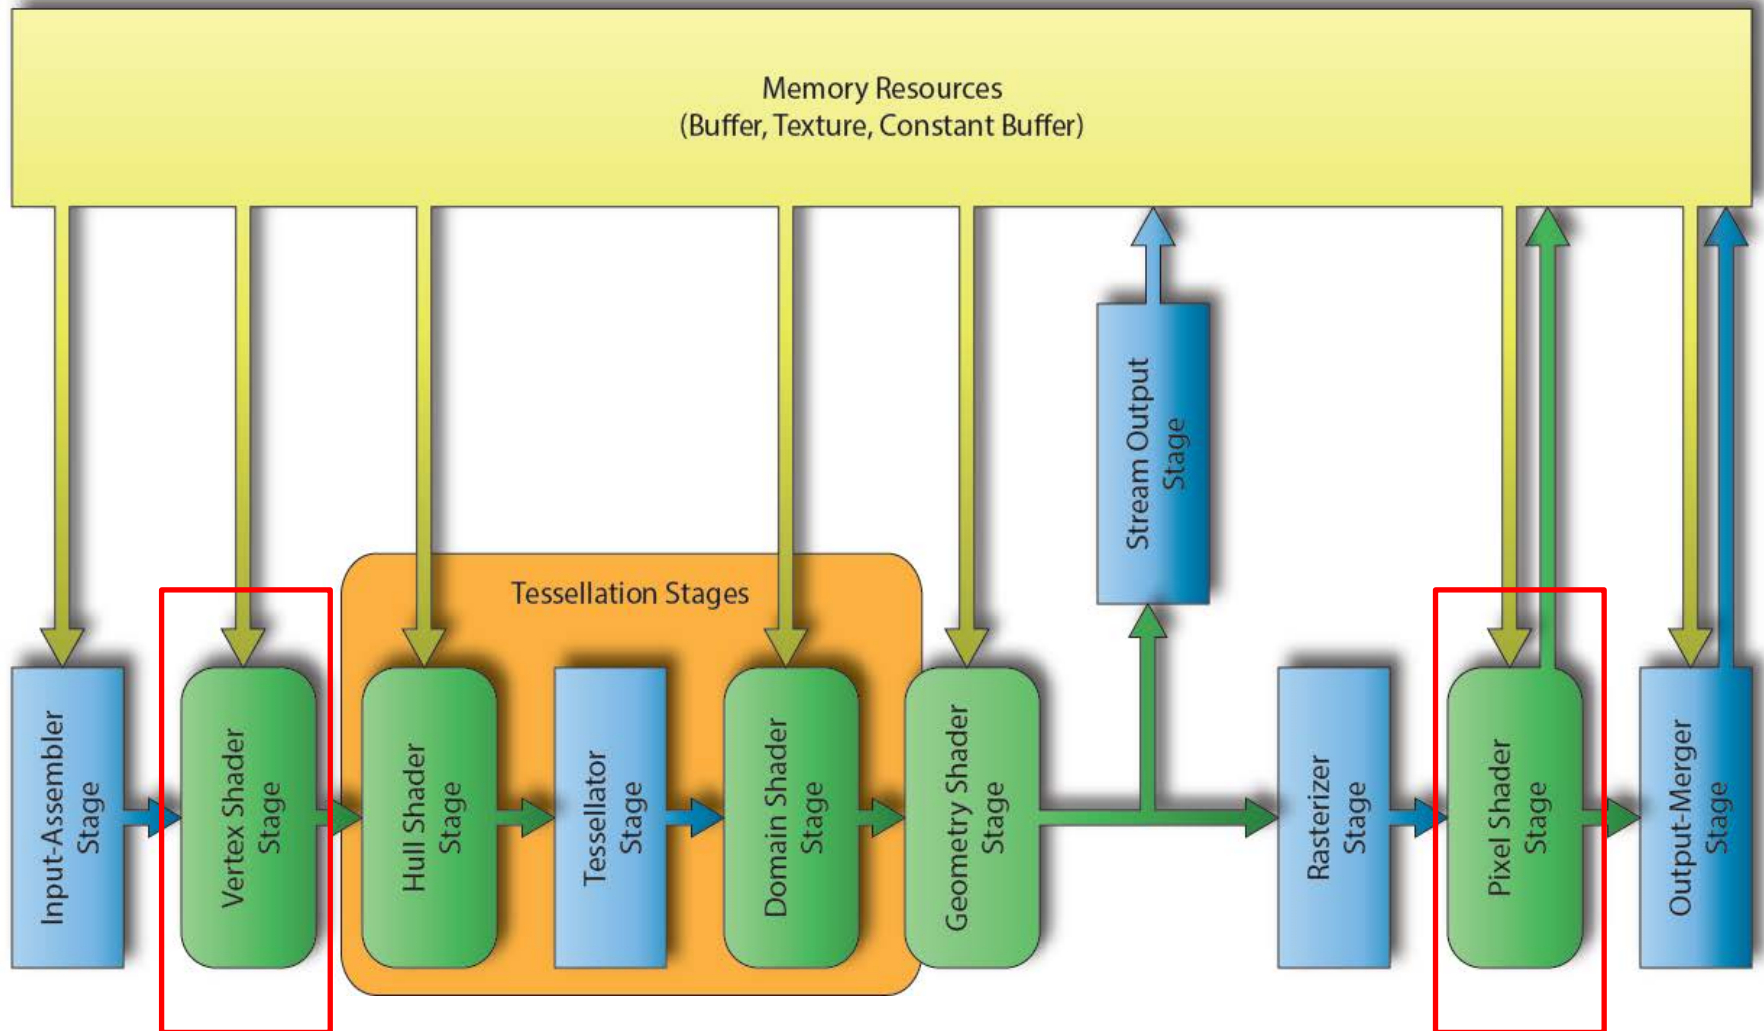 Memory Resources
(Buffer, Texture, Constant Buffer)
Stream Output
Stage
Tessellation Stages
Input-Assembler
Stage
Vertex Shader
Stage
Hull Shader
Stage
Tessellator
Stage
Domain Shader
Stage
Geometry Shader
Stage
Rasterizer
Stage
Pixel Shader
Stage
Output-Merger
Stage